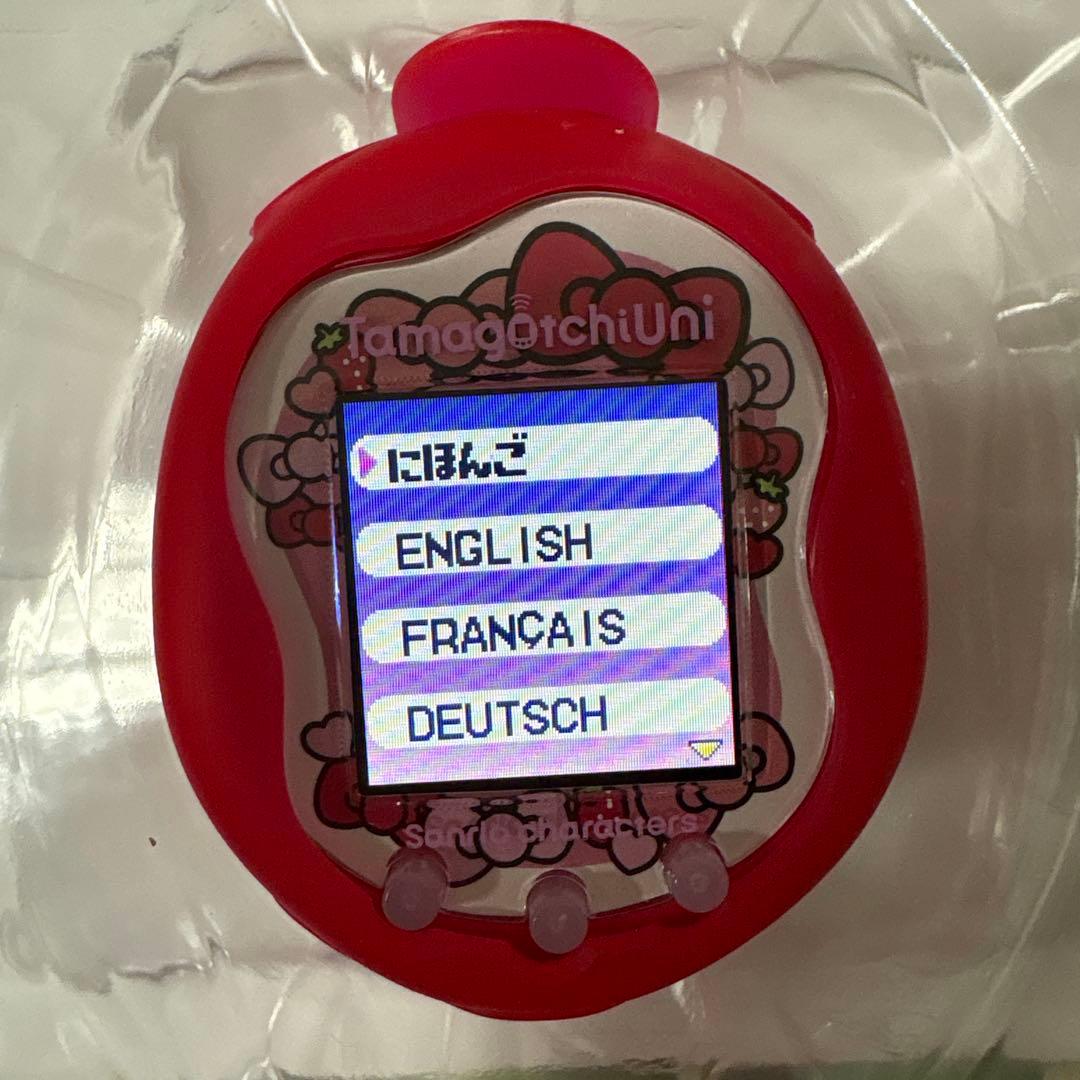 TamagotchiUni
にほんご
ENGLISH
FRANÇAIS
DEUTSCH
Sanrio characters